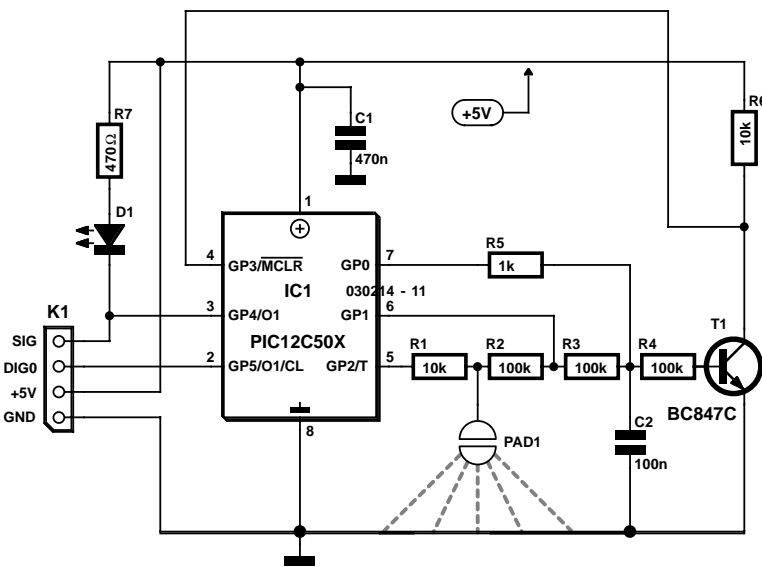 R7
470Ω
D1
C1
470n
+5V
R6
10k
1
4
GP3/MCLR
GP0
7
R5
1k
IC1
030214 - 11
K1
3
GP4/O1
GP1
6
PIC12C50X
T1
SIG
DIG0
+5V
GND
2
GP5/O1/CL
GP2/T
5
R1
10k
R2
100k
R3
100k
R4
100k
BC847C
8
PAD1
C2
100n